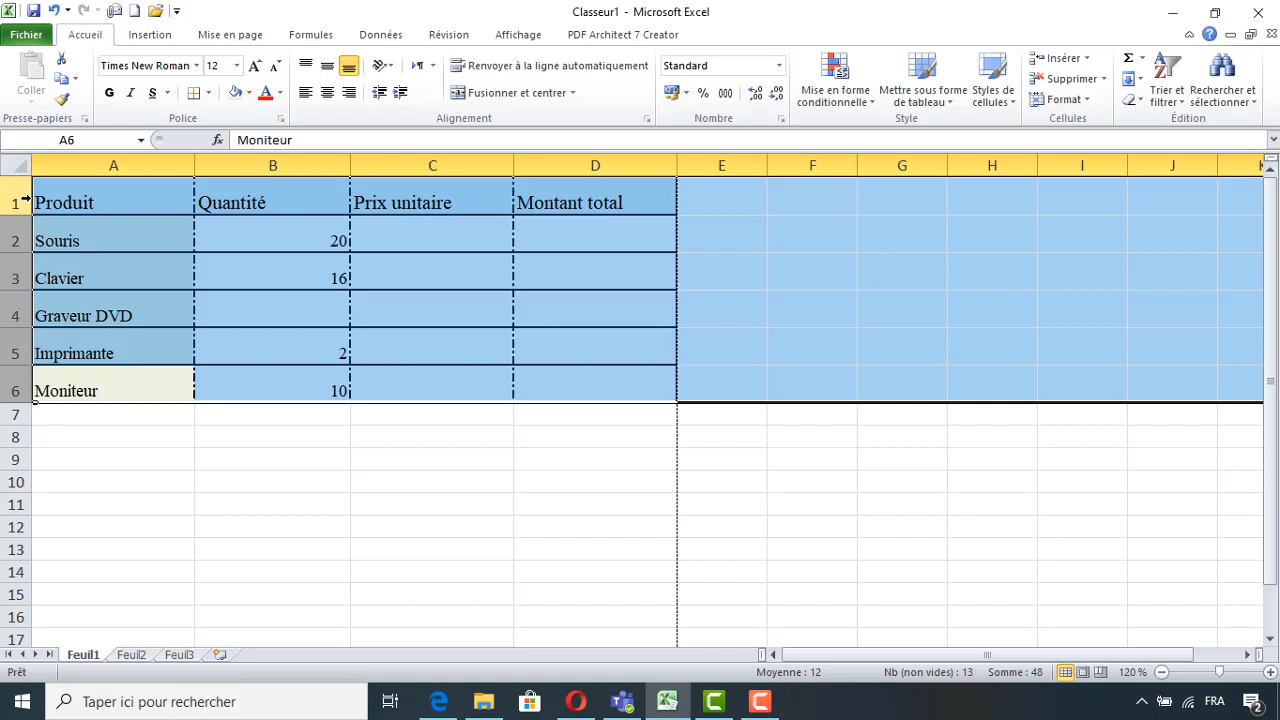 Classeur1 - Microsoft Excel
Fichier Accueil Insertion Mise en page Formules Données Révision Affichage PDF Architect 7 Creator
Coller
Times New Roman 12
G I S
Renvoyer à la ligne automatiquement
Fusionner et centrer
Standard
% 000
Mise en forme conditionnelle
Mettre sous forme de tableau
Styles de cellules
Insérer
Supprimer
Format
Σ
Trier et filtrer
Rechercher et sélectionner
Presse-papiers Police Alignement Nombre Style Cellules Édition
A6 fx Moniteur
A B C D E F G H I J K
1 Produit Quantité Prix unitaire Montant total
2 Souris 20
3 Clavier 16
4 Graveur DVD
5 Imprimante 2
6 Moniteur 10
7
8
9
10
11
12
13
14
15
16
17
Feuil1 Feuil2 Feuil3
Prêt Moyenne : 12 Nb (non vides) : 13 Somme : 48 120 %
Taper ici pour rechercher FRA 2